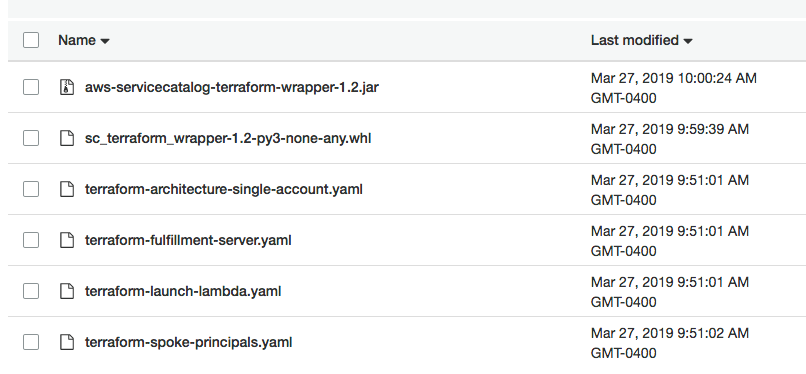 Name Last modified
aws-servicecatalog-terraform-wrapper-1.2.jar Mar 27, 2019 10:00:24 AM
GMT-0400
sc_terraform_wrapper-1.2-py3-none-any.whl Mar 27, 2019 9:59:39 AM
GMT-0400
terraform-architecture-single-account.yaml Mar 27, 2019 9:51:01 AM
GMT-0400
terraform-fulfillment-server.yaml Mar 27, 2019 9:51:01 AM
GMT-0400
terraform-launch-lambda.yaml Mar 27, 2019 9:51:01 AM
GMT-0400
terraform-spoke-principals.yaml Mar 27, 2019 9:51:02 AM
GMT-0400